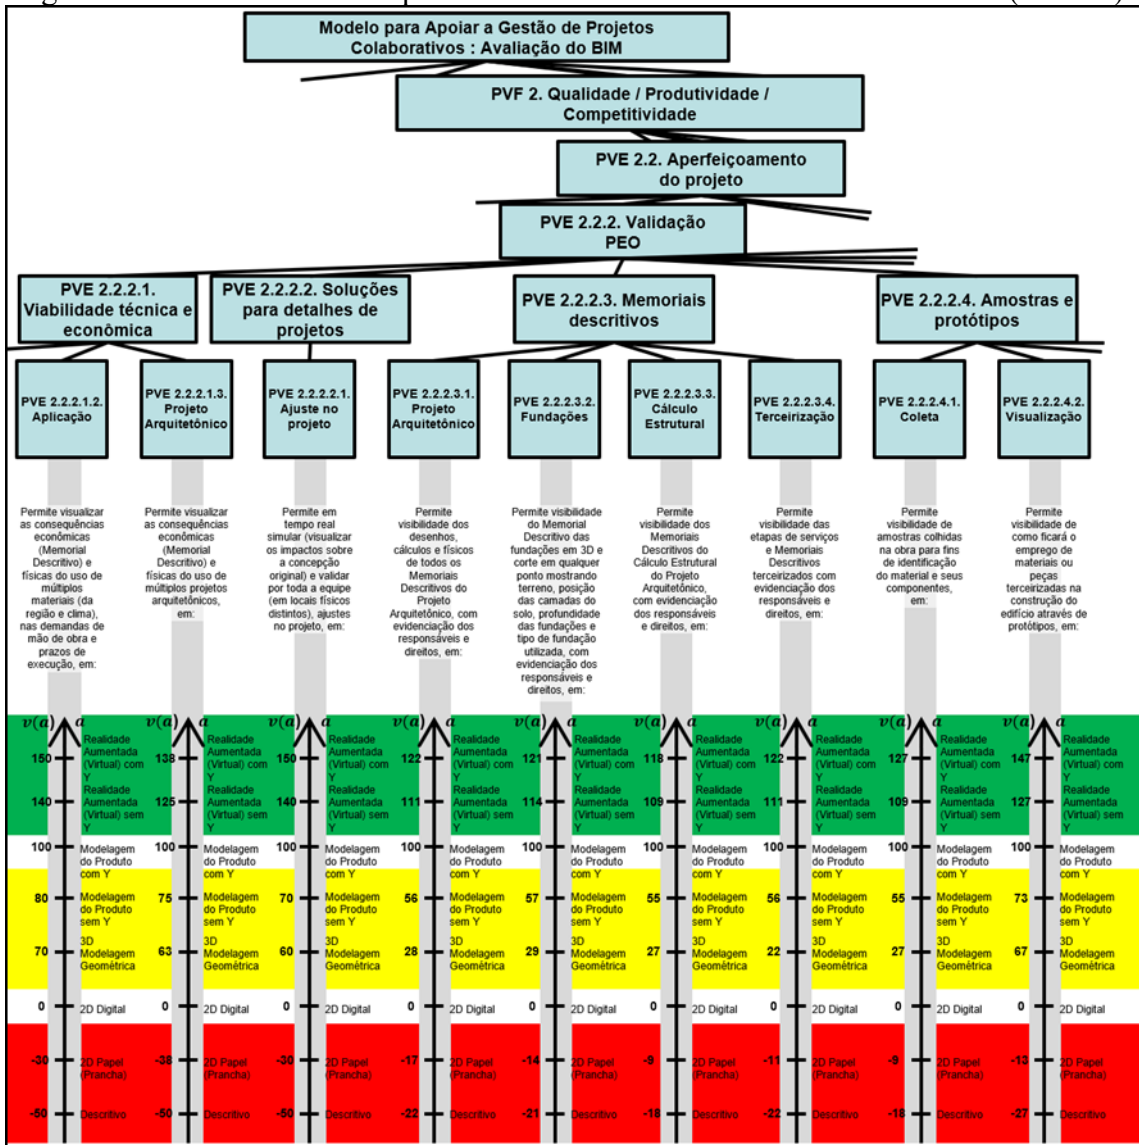 Modelo para Apoiar a Gestão de Projetos
Colaborativos : Avaliação do BIM
PVF 2. Qualidade / Produtividade /
Competitividade
PVE 2.2. Aperfeiçoamento
do projeto
PVE 2.2.2. Validação
PEO
PVE 2.2.2.1.
Viabilidade técnica e
econômica
PVE 2.2.2.2. Soluções
para detalhes de
projetos
PVE 2.2.2.3. Memoriais
descritivos
PVE 2.2.2.4. Amostras e
protótipos
PVE 2.2.2.1.2.
Aplicação
PVE 2.2.2.1.3.
Projeto
Arquitetônico
PVE 2.2.2.2.1.
Ajuste no
projeto
PVE 2.2.2.3.1.
Projeto
Arquitetônico
PVE 2.2.2.3.2.
Fundações
PVE 2.2.2.3.3.
Cálculo
Estrutural
PVE 2.2.2.3.4.
Terceirização
PVE 2.2.2.4.1.
Coleta
PVE 2.2.2.4.2.
Visualização
Permite visualizar
as consequências
econômicas
(Memorial
Descritivo) e
físicas do uso de
múltiplos
materiais (da
região e clima),
nas demandas de
mão de obra e
prazos de
execução, em:
Permite visualizar
as consequências
econômicas
(Memorial
Descritivo) e
físicas do uso de
múltiplos projetos
arquitetônicos,
em:
Permite em
tempo real
simular (visualizar
os impactos sobre
a concepção
original) e validar
por toda a equipe
(em locais físicos
distintos), ajustes
no projeto, em:
Permite
visibilidade dos
desenhos,
cálculos e físicos
de todos os
Memoriais
Descritivos do
Projeto
Arquitetônico, com
evidenciação dos
responsáveis e
direitos, em:
Permite visibilidade
do Memorial
Descritivo das
fundações em 3D e
corte em qualquer
ponto mostrando
terreno, posição
das camadas do
solo, profundidade
das fundações e
tipo de fundação
utilizada, com
evidenciação dos
responsáveis e
direitos, em:
Permite
visibilidade dos
Memoriais
Descritivos do
Cálculo Estrutural
do Projeto
Arquitetônico,
com evidenciação
dos responsáveis
e direitos, em:
Permite
visibilidade das
etapas de serviços
e Memoriais
Descritivos
terceirizados com
evidenciação dos
responsáveis e
direitos, em:
Permite
visibilidade de
amostras colhidas
na obra para fins
de identificação
do material e seus
componentes,
em:
Permite
visibilidade de
como ficará o
emprego de
materiais ou
peças
terceirizadas na
construção do
edifício através de
protótipos, em:
v(a) a v(a) a v(a) a v(a) a v(a) a v(a) a v(a) a v(a) a v(a) a
Realidade Realidade Realidade Realidade Realidade Realidade Realidade Realidade Realidade
Aumentada Aumentada Aumentada Aumentada Aumentada Aumentada Aumentada Aumentada Aumentada
150 (Virtual) com 138 (Virtual) com 150 (Virtual) com 122 (Virtual) com 121 (Virtual) com 118 (Virtual) com 122 (Virtual) com 127 (Virtual) com 147 (Virtual) com
Y Y Y Y Y Y Y Y Y
Realidade Realidade Realidade Realidade Realidade Realidade Realidade Realidade Realidade
140 Aumentada 125 Aumentada 140 Aumentada 111 Aumentada 114 Aumentada 109 Aumentada 111 Aumentada 109 Aumentada 127 Aumentada
(Virtual) sem (Virtual) sem (Virtual) sem (Virtual) sem (Virtual) sem (Virtual) sem (Virtual) sem (Virtual) sem (Virtual) sem
Y Y Y Y Y Y Y Y Y
100 Modelagem 100 Modelagem 100 Modelagem 100 Modelagem 100 Modelagem 100 Modelagem 100 Modelagem 100 Modelagem 100 Modelagem
do Produto do Produto do Produto do Produto do Produto do Produto do Produto do Produto do Produto
com Y com Y com Y com Y com Y com Y com Y com Y com Y
80 Modelagem 75 Modelagem 70 Modelagem 56 Modelagem 57 Modelagem 55 Modelagem 56 Modelagem 55 Modelagem 73 Modelagem
do Produto do Produto do Produto do Produto do Produto do Produto do Produto do Produto do Produto
sem Y sem Y sem Y sem Y sem Y sem Y sem Y sem Y sem Y
3D 3D 3D 3D 3D 3D 3D 3D 3D
70 Modelagem 63 Modelagem 60 Modelagem 28 Modelagem 29 Modelagem 27 Modelagem 22 Modelagem 27 Modelagem 67 Modelagem
Geométrica Geométrica Geométrica Geométrica Geométrica Geométrica Geométrica Geométrica Geométrica
0 2D Digital 0 2D Digital 0 2D Digital 0 2D Digital 0 2D Digital 0 2D Digital 0 2D Digital 0 2D Digital 0 2D Digital
-30 2D Papel -38 2D Papel -30 2D Papel -17 2D Papel -14 2D Papel -9 2D Papel -11 2D Papel -9 2D Papel -13 2D Papel
(Prancha) (Prancha) (Prancha) (Prancha) (Prancha) (Prancha) (Prancha) (Prancha) (Prancha)
-50 Descritivo -50 Descritivo -50 Descritivo -22 Descritivo -21 Descritivo -18 Descritivo -22 Descritivo -18 Descritivo -27 Descritivo